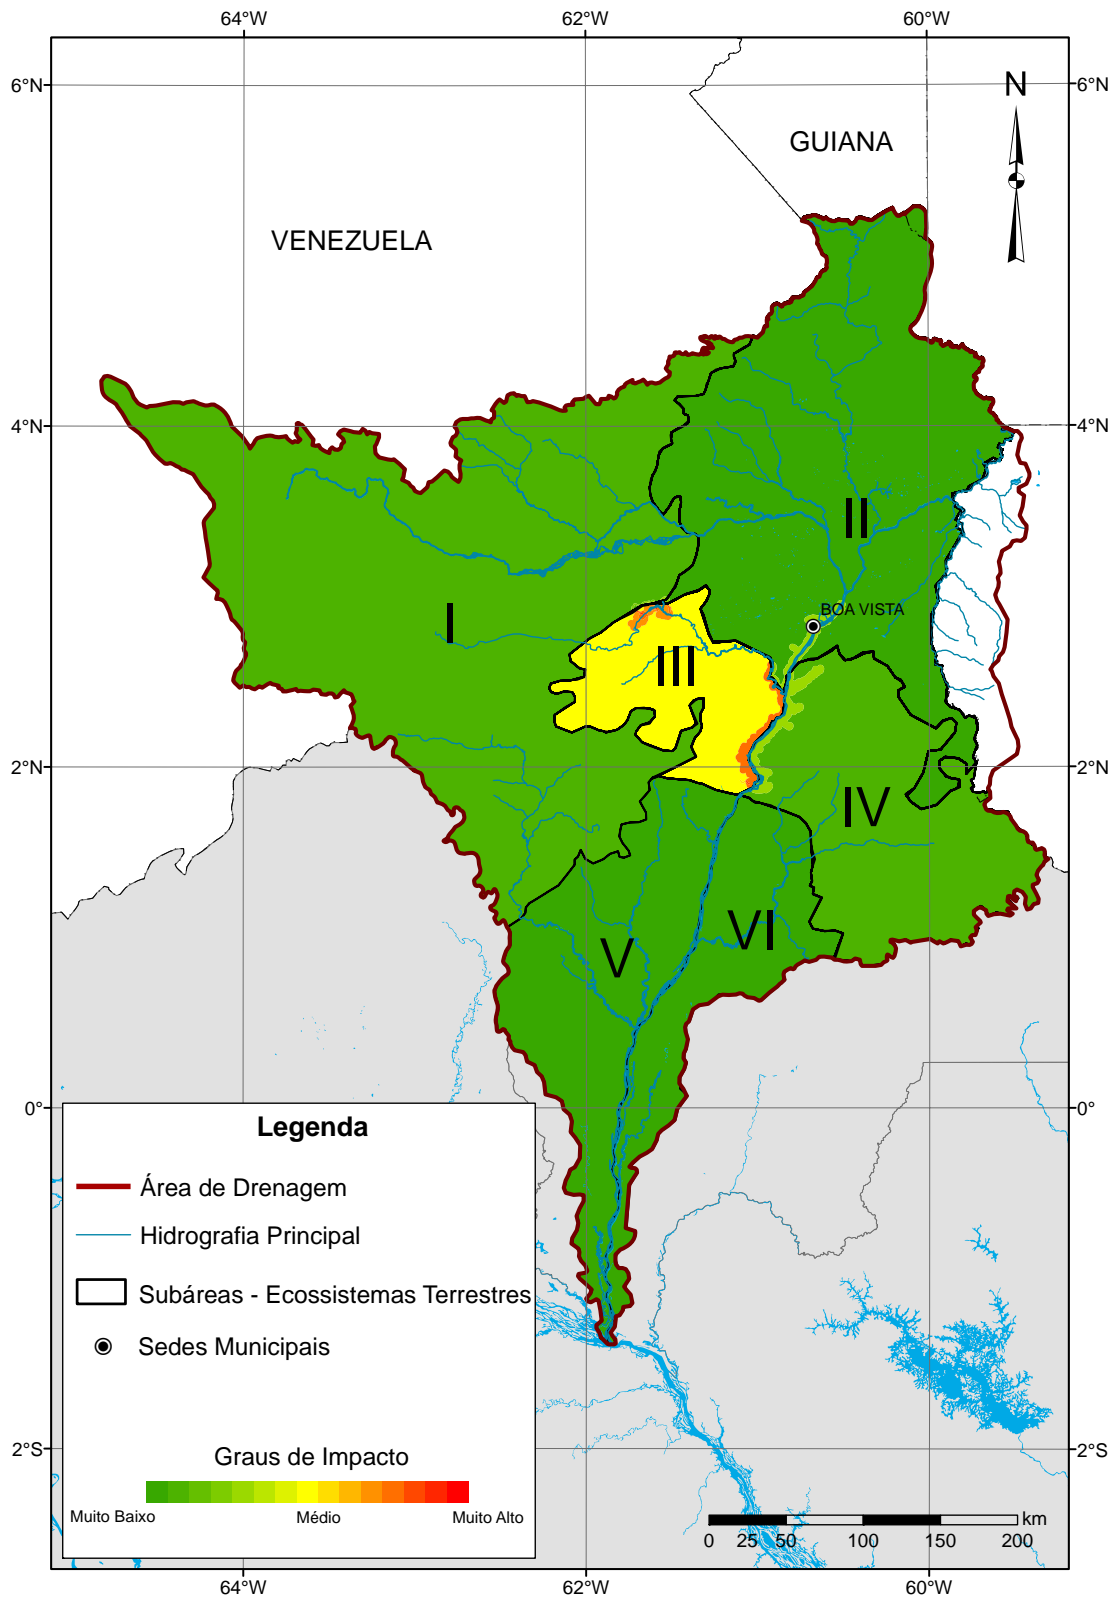 64°W 62°W 60°W
6°N 6°N
N
GUIANA
VENEZUELA
4°N 4°N
II
BOA VISTA
I
III
2°N 2°N
IV
VI
V
0° 0°
Legenda
Área de Drenagem
Hidrografia Principal
Subáreas - Ecossistemas Terrestres
Sedes Municipais
Graus de Impacto
Muito Baixo Médio Muito Alto
2°S 2°S
km
0 25 50 100 150 200
64°W 62°W 60°W